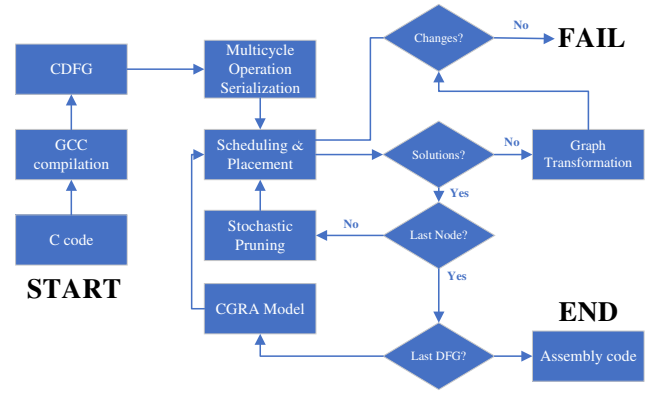 CDFG
Multicycle
Operation
Serialization
Changes?
No
FAIL
GCC
compilation
Scheduling &
Placement
Solutions?
No
Graph
Transformation
Yes
C code
Stochastic
Pruning
No
Last Node?
START
Yes
CGRA Model
END
Last DFG?
Assembly code